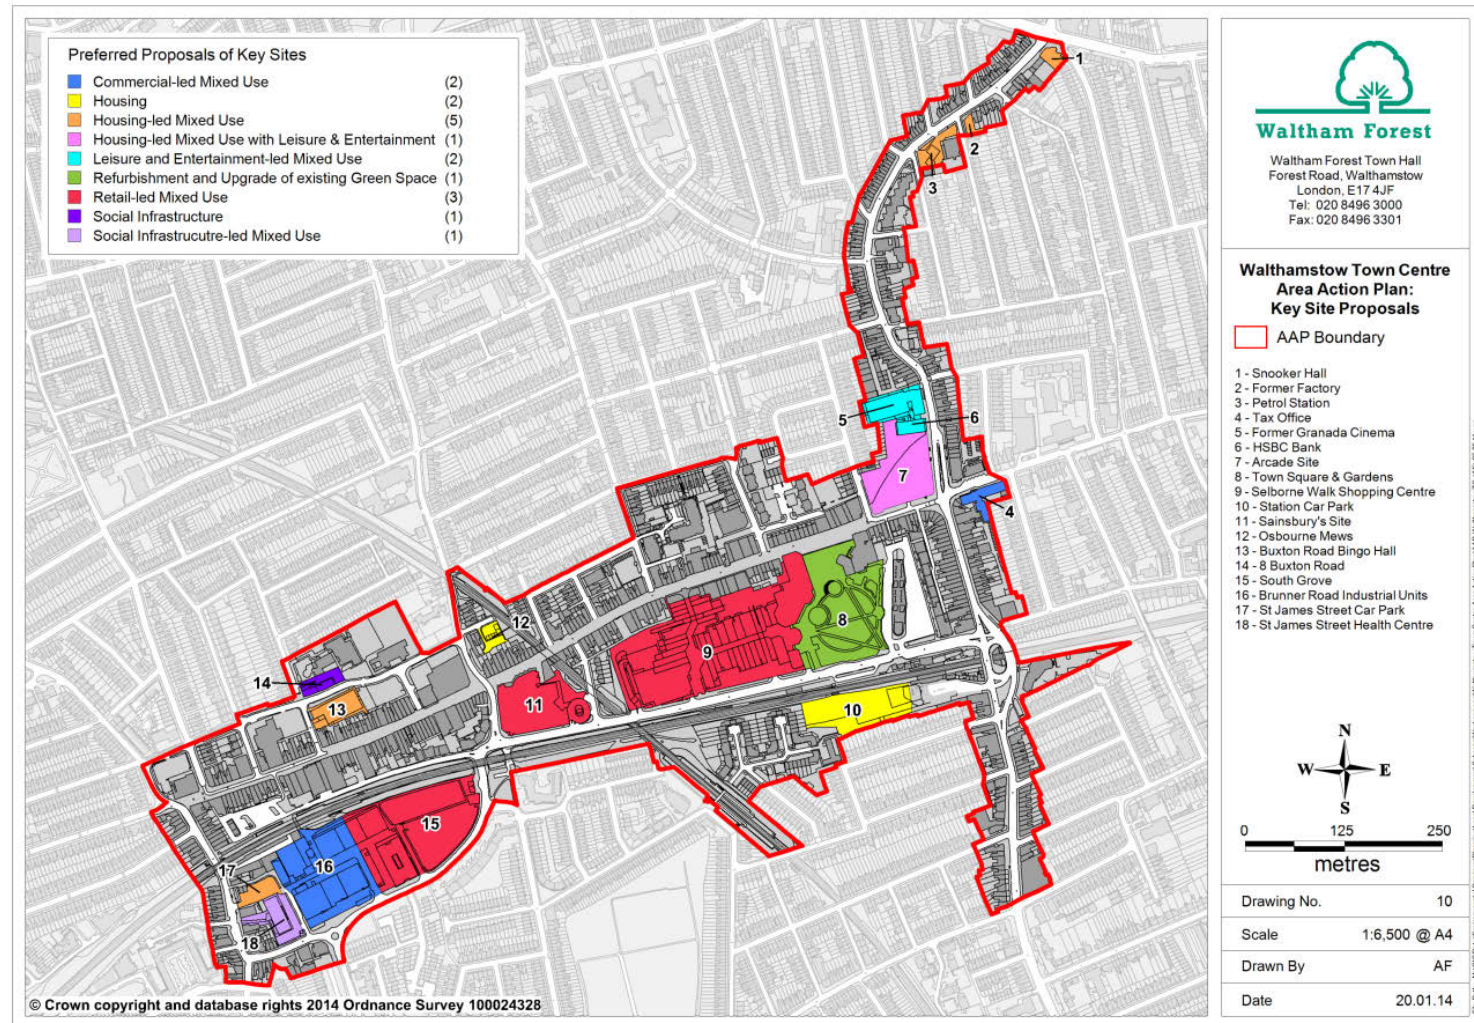 Preferred Proposals of Key Sites
Commercial-led Mixed Use (2)
Housing (2)
Housing-led Mixed Use (5)
Housing-led Mixed Use with Leisure & Entertainment (1)
Leisure and Entertainment-led Mixed Use (2)
Refurbishment and Upgrade of existing Green Space (1)
Retail-led Mixed Use (3)
Social Infrastructure (1)
Social Infrastrucutre-led Mixed Use (1)
1
2
3
5
6
7
4
8
12
9
14
13
11
10
15
16
17
18
© Crown copyright and database rights 2014 Ordnance Survey 100024328
Waltham Forest
Waltham Forest Town Hall
Forest Road, Walthamstow
London, E17 4JF
Tel: 020 8496 3000
Fax: 020 8496 3301
Walthamstow Town Centre
Area Action Plan:
Key Site Proposals
AAP Boundary
1 - Snooker Hall
2 - Former Factory
3 - Petrol Station
4 - Tax Office
5 - Former Granada Cinema
6 - HSBC Bank
7 - Arcade Site
8 - Town Square & Gardens
9 - Selborne Walk Shopping Centre
10 - Station Car Park
11 - Sainsbury's Site
12 - Osbourne Mews
13 - Buxton Road Bingo Hall
14 - 8 Buxton Road
15 - South Grove
16 - Brunner Road Industrial Units
17 - St James Street Car Park
18 - St James Street Health Centre
N
W E
S
0 125 250
metres
Drawing No. 10
Scale 1:6,500 @ A4
Drawn By AF
Date 20.01.14